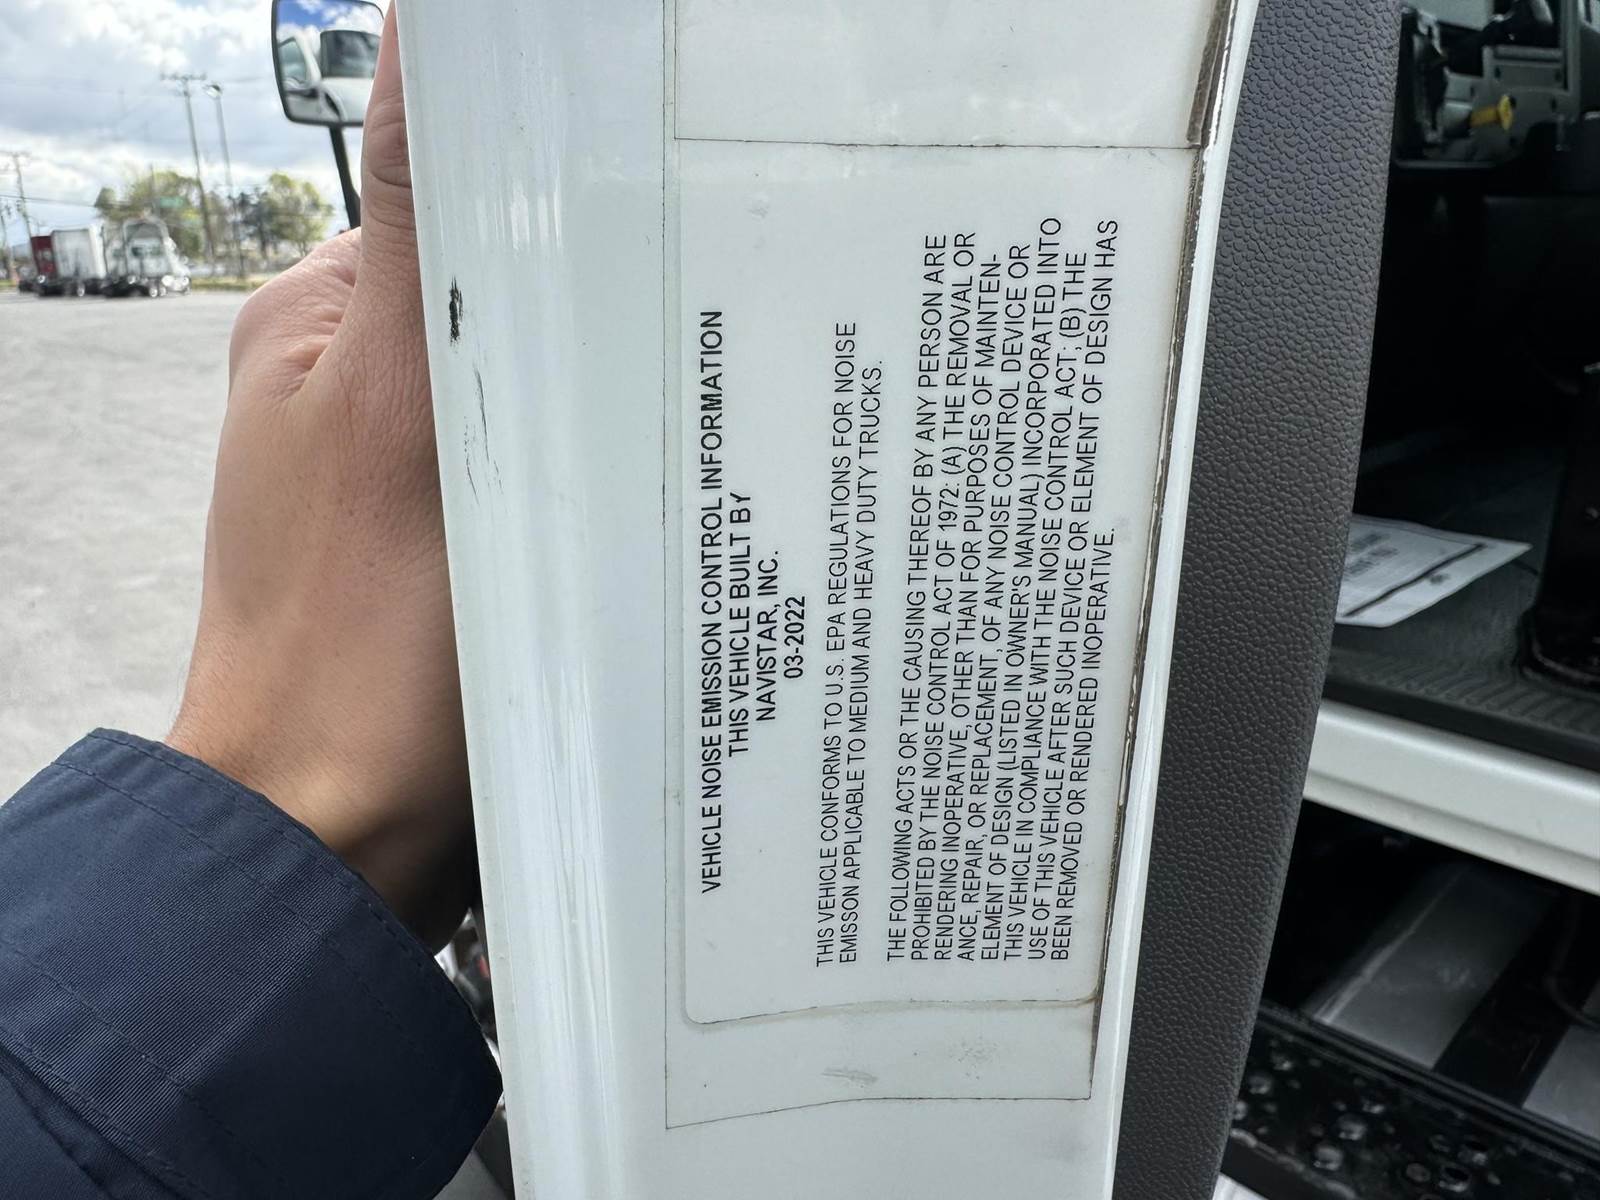 VEHICLE NOISE EMISSION CONTROL INFORMATION
THIS VEHICLE BUILT BY
NAVISTAR, INC.
03-2022
THIS VEHICLE CONFORMS TO U.S. EPA REGULATIONS FOR NOISE
EMISSON APPLICABLE TO MEDIUM AND HEAVY DUTY TRUCKS.
THE FOLLOWING ACTS OR THE CAUSING THEREOF BY ANY PERSON ARE
PROHIBITED BY THE NOISE CONTROL ACT OF 1972: (A) THE REMOVAL OR
RENDERING INOPERATIVE, OTHER THAN FOR PURPOSES OF MAINTEN-
ANCE, REPAIR, OR REPLACEMENT, OF ANY NOISE CONTROL DEVICE OR
ELEMENT OF DESIGN (LISTED IN OWNER'S MANUAL) INCORPORATED INTO
THIS VEHICLE IN COMPLIANCE WITH THE NOISE CONTROL ACT; (B) THE
USE OF THIS VEHICLE AFTER SUCH DEVICE OR ELEMENT OF DESIGN HAS
BEEN REMOVED OR RENDERED INOPERATIVE.